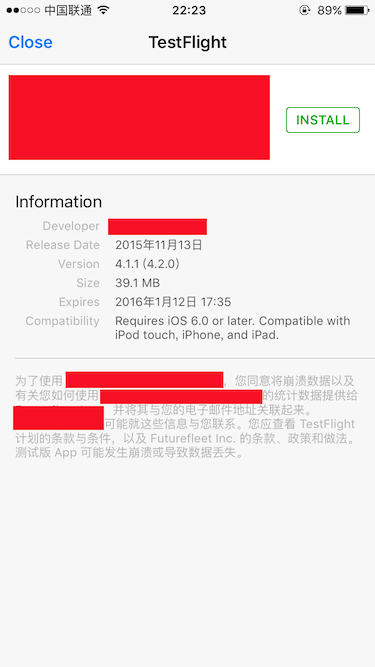 中国联通 22:23 89%
Close TestFlight
INSTALL
Information
Developer
Release Date 2015年11月13日
Version 4.1.1 (4.2.0)
Size 39.1 MB
Expires 2016年1月12日 17:35
Compatibility Requires iOS 6.0 or later. Compatible with
iPod touch, iPhone, and iPad.
为了使用 ，您同意将崩溃数据以及
有关您如何使用 的统计数据提供给
，并将其与您的电子邮件地址关联起来。
可能就这些信息与您联系。您应查看 TestFlight
计划的条款与条件，以及 Futurefleet Inc. 的条款、政策和做法。
测试版 App 可能发生崩溃或导致数据丢失。